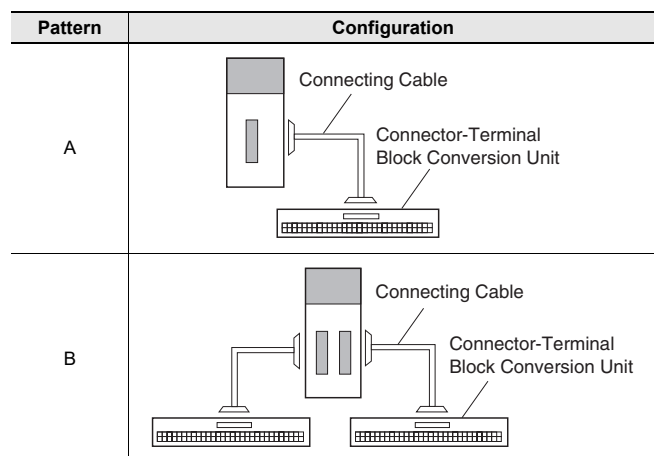 Pattern
Configuration
A
Connecting Cable
Connector-Terminal
Block Conversion Unit
B
Connecting Cable
Connector-Terminal
Block Conversion Unit